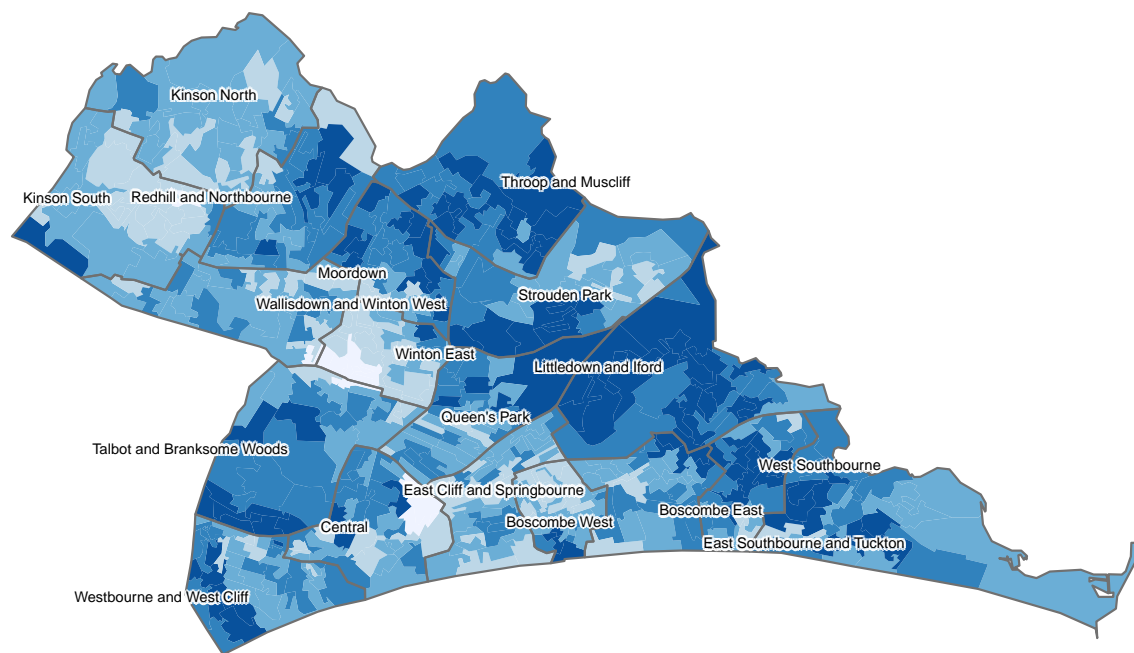 Kinson North
Throop and Muscliff
Kinson South
Redhill and Northbourne
Moordown
Strouden Park
Wallisdown and Winton West
Winton East
Littledown and Iford
Queen's Park
Talbot and Branksome Woods
West Southbourne
East Cliff and Springbourne
Boscombe East
Boscombe West
Central
East Southbourne and Tuckton
Westbourne and West Cliff